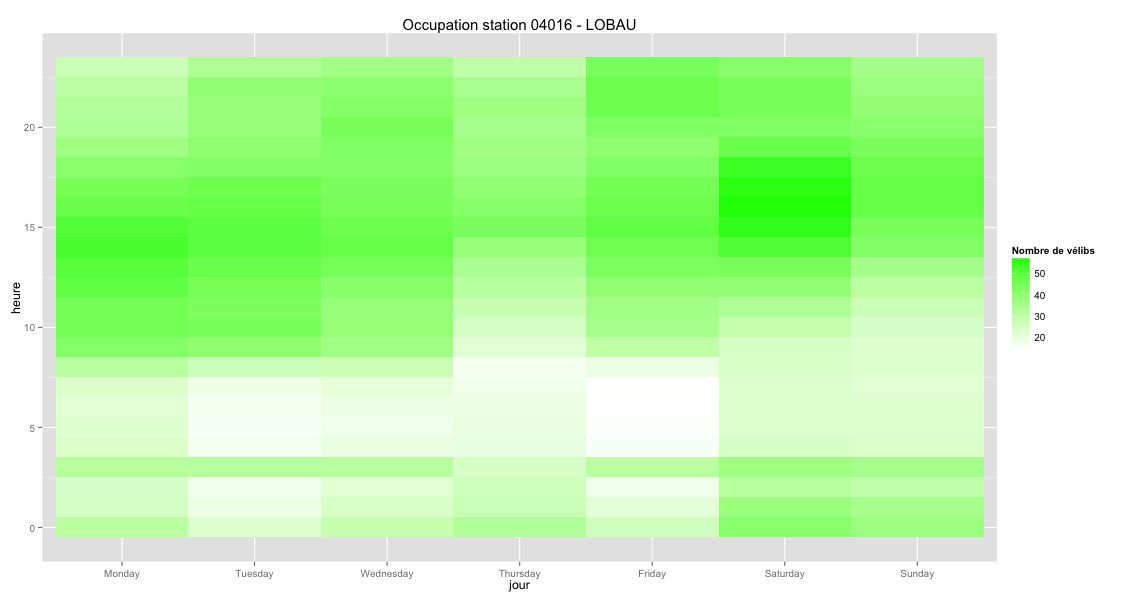 Occupation station 04016 - LOBAU
20
15
10
5
0
heure
Monday Tuesday Wednesday Thursday Friday Saturday Sunday
jour
Nombre de vélibs
50
40
30
20